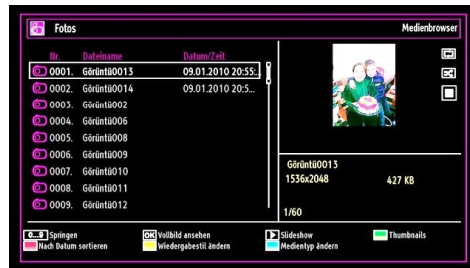 Fotos
Medienbrowser
Nr. Dateiname Datum/Zeit
0001. Görüntü0013 09.01.2010 20:55:..
0002. Görüntü0014 09.01.2010 20:5...
0003. Görüntü002
0004. Görüntü006
0005. Görüntü008
0006. Görüntü009
0007. Görüntü010
0008. Görüntü011
0009. Görüntü012
Görüntü0013
1536x2048 427 KB
1/60
0...9 Springen OK Vollbild ansehen Slideshow Thumbnails
Nach Datum sortieren Wiedergabestil ändern Medientyp ändern